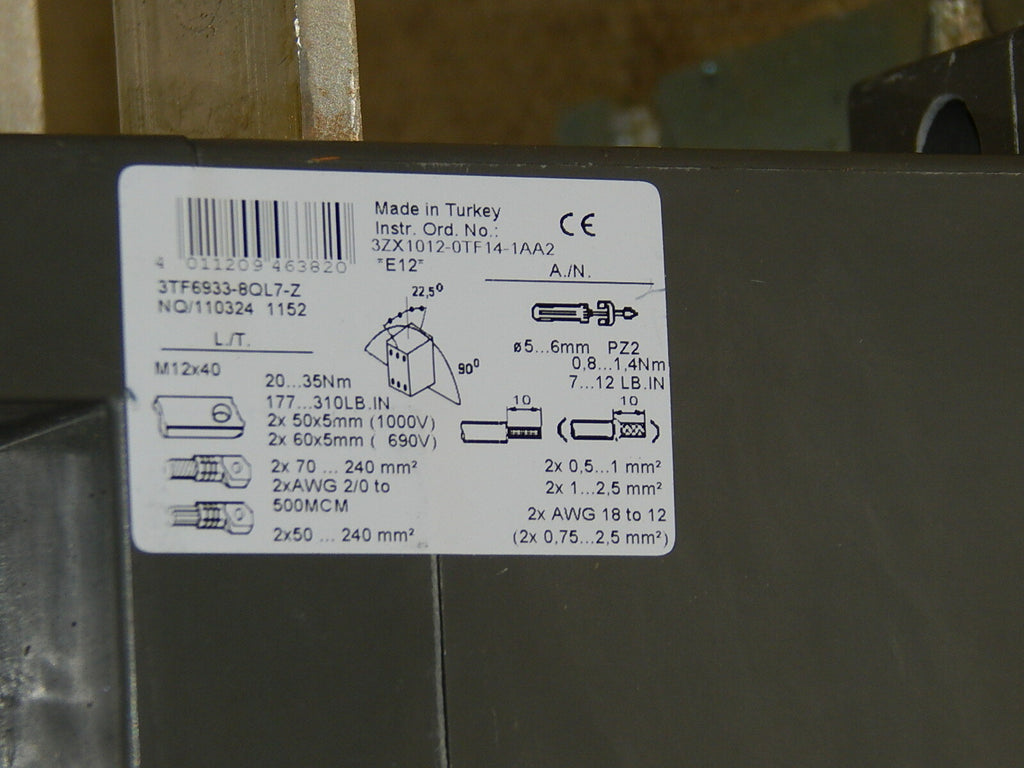 Made in Turkey
Instr. Ord. No.:
3ZX1012-0TF14-1AA2
"E12"
CE
4 011209 463820
3TF6933-8QL7-Z
NQ/110324 1152
L./T.
M12x40
20...35Nm
177...310LB.IN
2x 50x5mm (1000V)
2x 60x5mm ( 690V)
2x 70 ... 240 mm²
2xAWG 2/0 to
500MCM
2x50 ... 240 mm²
22,5⁰
90⁰
A./N.
ø5...6mm PZ2
0,8...1,4Nm
7...12 LB.IN
10
10
2x 0,5...1 mm²
2x 1...2,5 mm²
2x AWG 18 to 12
(2x 0,75...2,5 mm²)